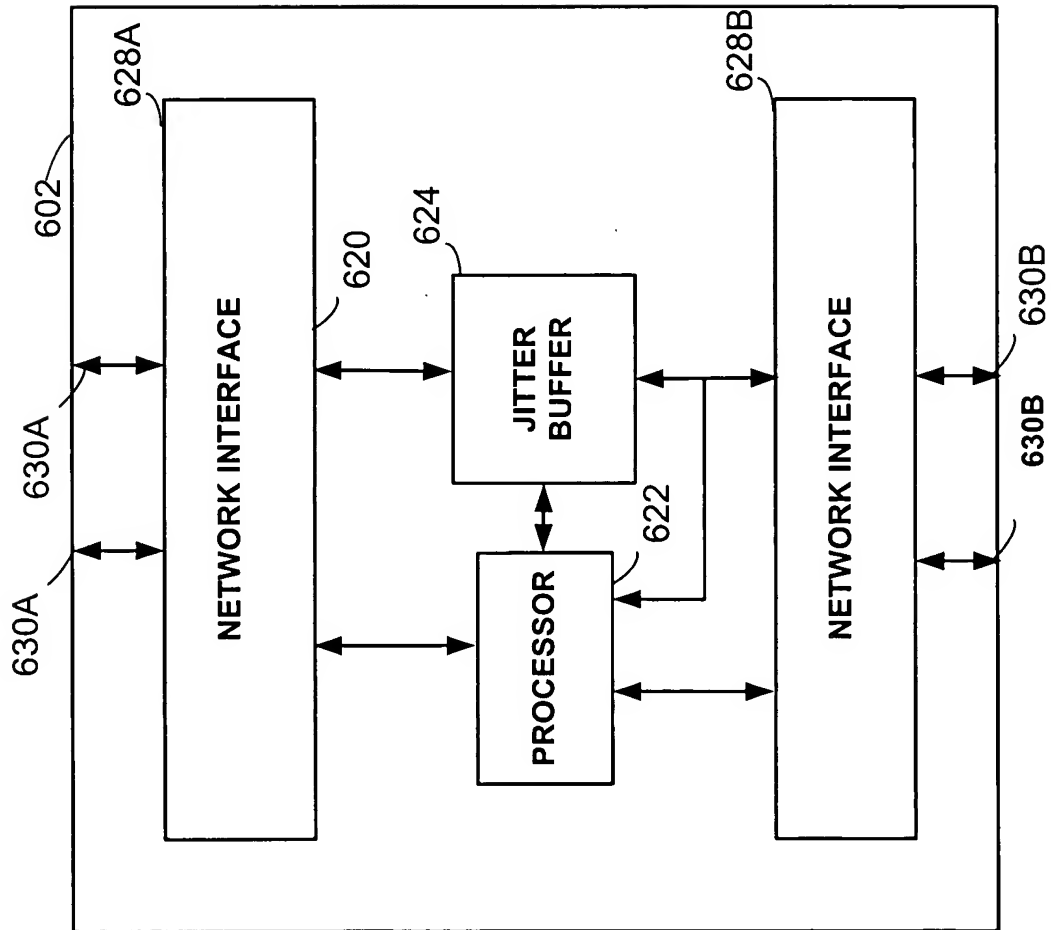 602
628A
630A
630A
NETWORK INTERFACE
620
624
JITTER
BUFFER
622
PROCESSOR
628B
NETWORK INTERFACE
630B
630B